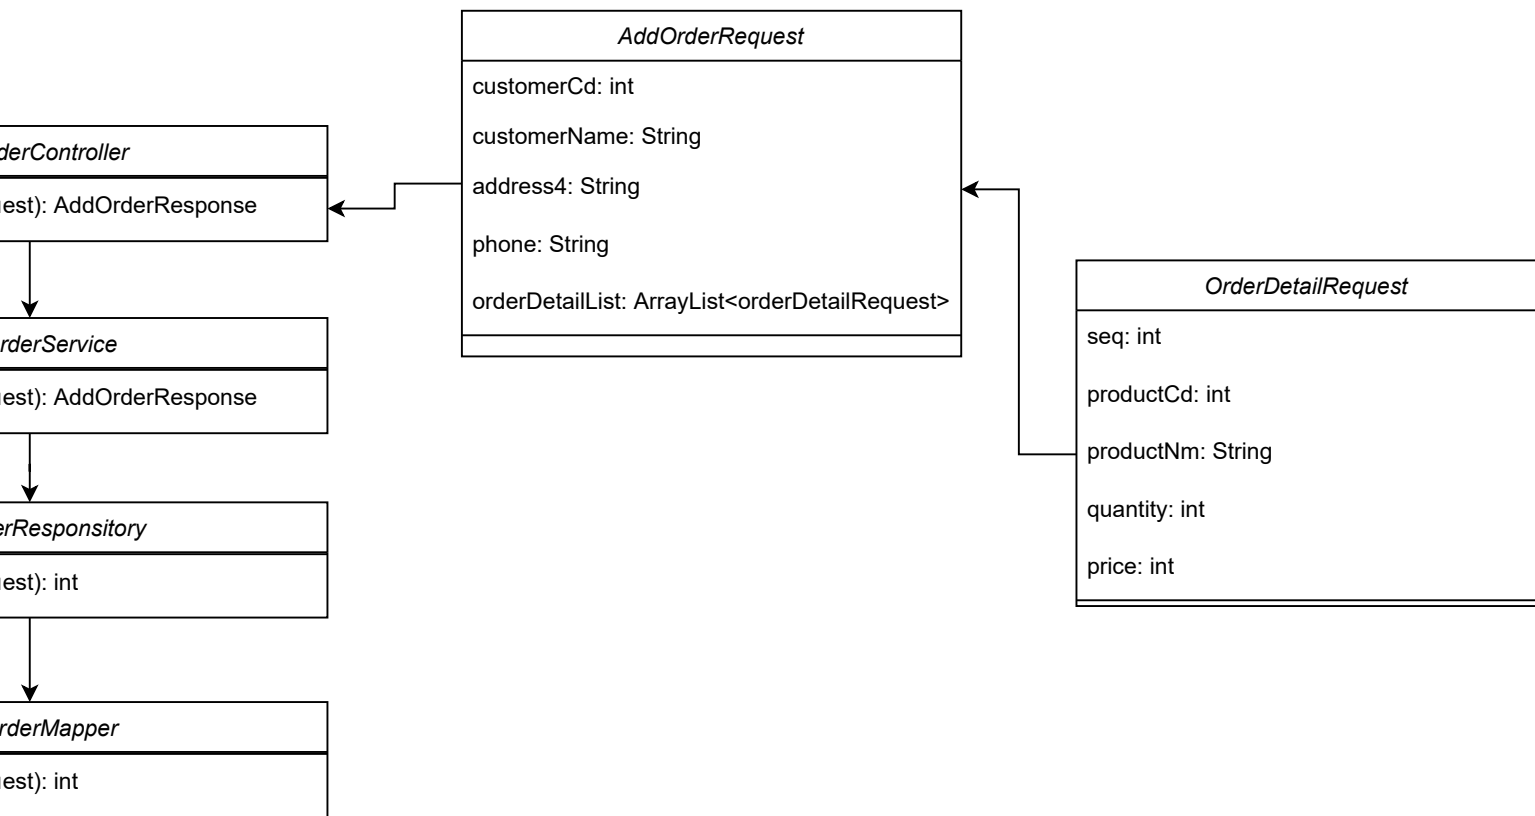 AddOrderRequest
customerCd: int
customerName: String
address4: String
phone: String
orderDetailList: ArrayList<orderDetailRequest>
derController
est): AddOrderResponse
rderService
est): AddOrderResponse
erResponsitory
est): int
rderMapper
est): int
OrderDetailRequest
seq: int
productCd: int
productNm: String
quantity: int
price: int